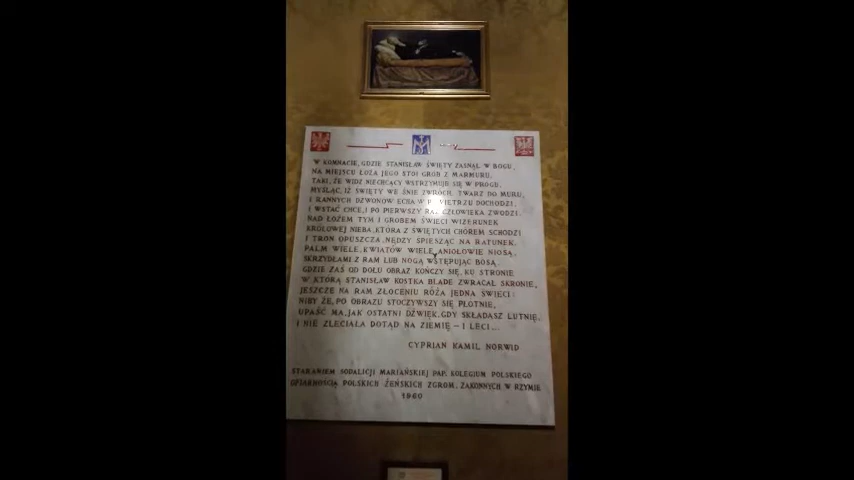 W KOMNACIE, GDZIE STANISŁAW ŚWIĘTY ZASNĄŁ W BOGU,
NA MIEJSCU ŁOŻA JEGO STOI GRÓB Z MARMURU,
TAKI, ŻE WIDZ NIECHCĄCY WSTRZYMUJE SIĘ W PROGU,
MYŚLĄC, IŻ ŚWIĘTY WE ŚNIE ZWRÓCIŁ TWARZ DO MURU,
I RANNYCH DZWONÓW ECHA W POWIETRZU DOCHODZI,
I WSTAĆ CHCE, I PO PIERWSZY RAZ CZŁOWIEKA ZWODZI.
NAD ŁOŻEM TYM I GROBEM ŚWIECI WIZERUNEK
KRÓLOWEJ NIEBA, KTÓRA Z ŚWIĘTYCH CHÓREM SCHODZI
I TRON OPUSZCZA, NĘDZY SPIESZĄC NA RATUNEK.
PALM WIELE, KWIATÓW WIELE ANIOŁOWIE NIOSĄ,
SKRZYDŁAMI Z RAM LUB NOGĄ WSTĘPUJĄC BOSĄ.
GDZIE ZAŚ OD DOŁU OBRAZ KOŃCZY SIĘ, KU STRONIE
W KTÓRĄ STANISŁAW KOSTKA BLADE ZWRACAŁ SKRONIE,
JESZCZE NA RAM ZŁOCENIU RÓŻA JEDNA ŚWIECI:
NIBY ŻE, PO OBRAZU STOCZYWSZY SIĘ PŁÓTNIE,
UPAŚĆ MA, JAK OSTATNI DŹWIĘK, GDY SKŁADASZ LUTNIĘ.
I NIE ZLECIAŁA DOTĄD NA ZIEMIĘ – I LECI...
CYPRIAN KAMIL NORWID
STARANIEM SODALICJI MARIAŃSKIEJ PAP. KOLEGIUM POLSKIEGO
OFIARNOŚCIĄ POLSKICH ŻEŃSKICH ZGROM. ZAKONNYCH W RZYMIE
1960